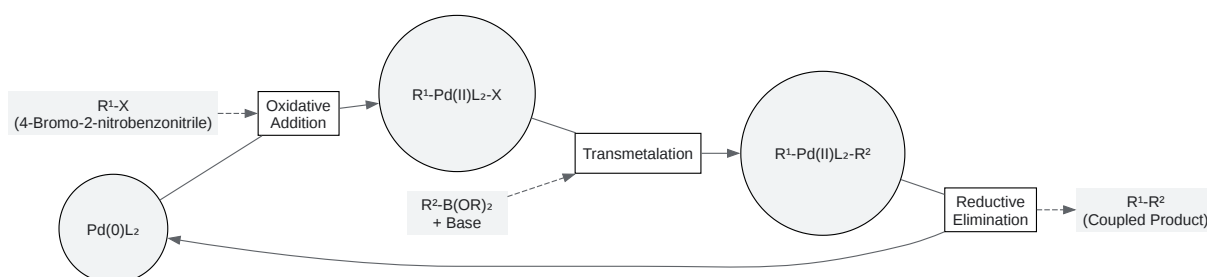 R¹-X
(4-Bromo-2-nitrobenzonitrile)
Oxidative
Addition
R¹-Pd(II)L₂-X
Pd(0)L₂
R²-B(OR)₂
+ Base
Transmetalation
R¹-Pd(II)L₂-R²
Reductive
Elimination
R¹-R²
(Coupled Product)